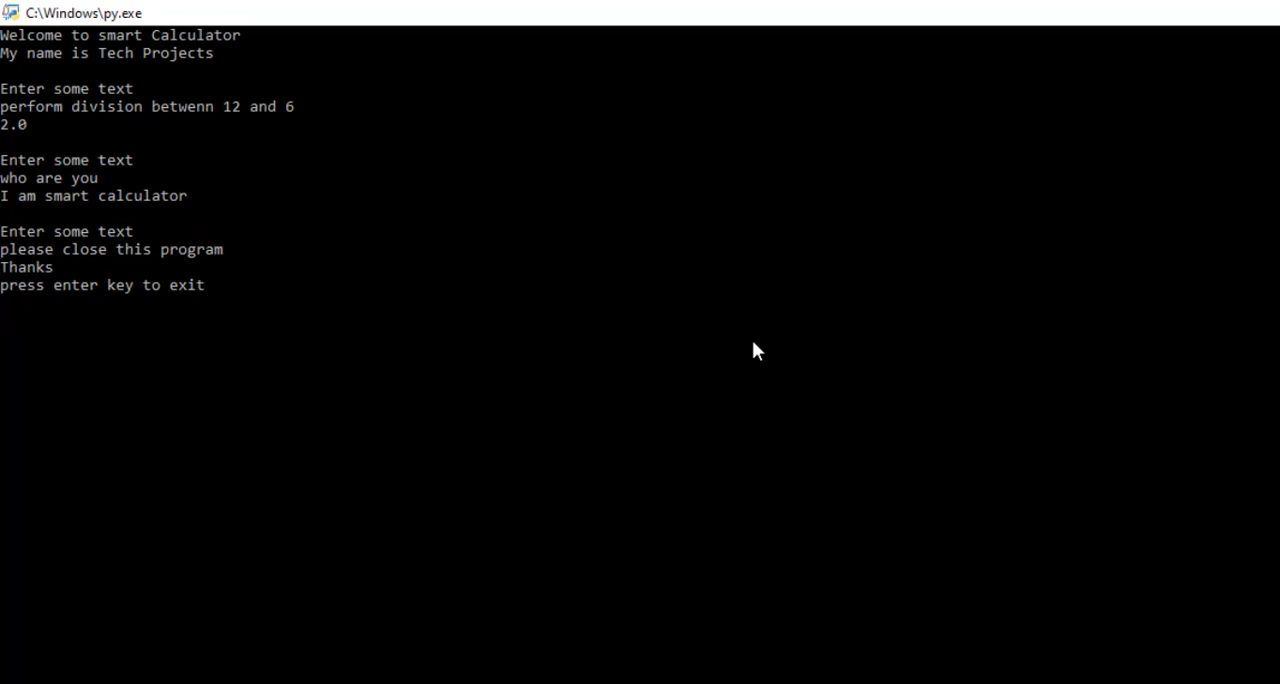 C:\Windows\py.exe
Welcome to smart Calculator
My name is Tech Projects
Enter some text
perform division betwenn 12 and 6
2.0
Enter some text
who are you
I am smart calculator
Enter some text
please close this program
Thanks
press enter key to exit